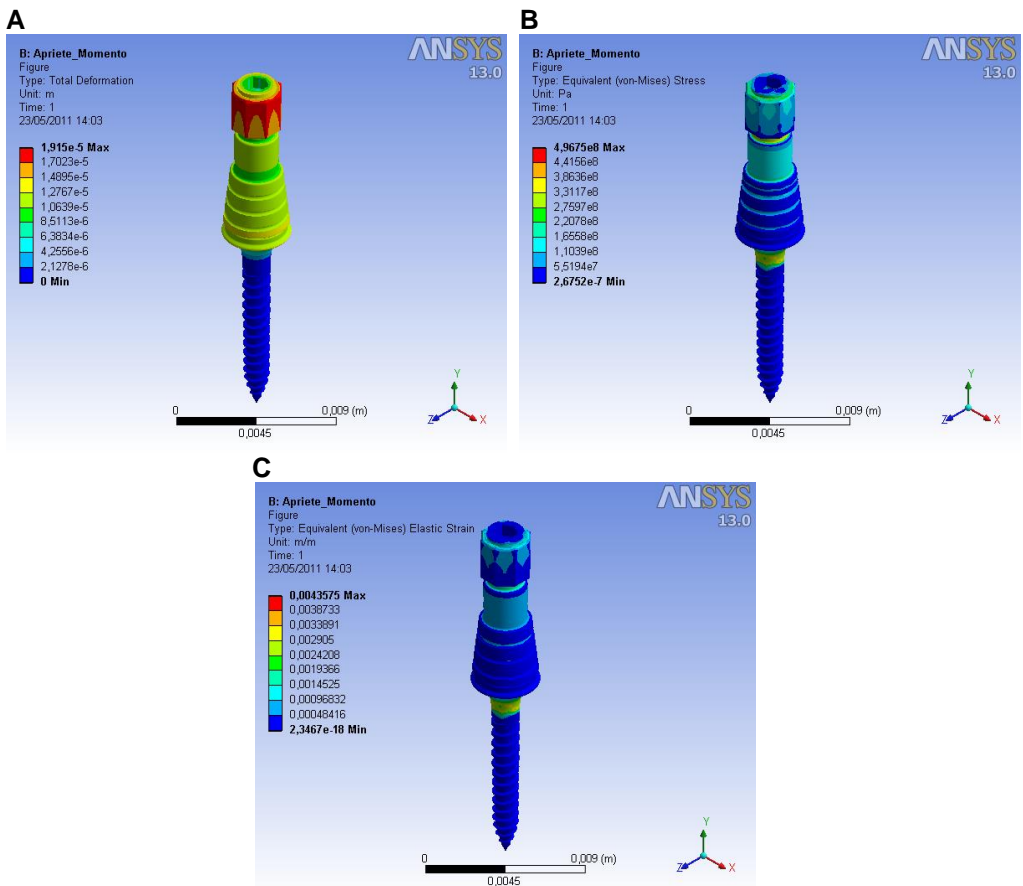 A
B: Apriete_Momento
Figure
Type: Total Deformation
Unit: m
Time: 1
23/05/2011 14:03
ANSYS
13.0
1,915e-5 Max
1,7023e-5
1,4895e-5
1,2767e-5
1,0639e-5
8,5113e-6
6,3834e-6
4,2556e-6
2,1278e-6
0 Min
0
0,009 (m)
0,0045
Y
Z
X
B
B: Apriete_Momento
Figure
Type: Equivalent (von-Mises) Stress
Unit: Pa
Time: 1
23/05/2011 14:03
ANSYS
13.0
4,9675e8 Max
4,4156e8
3,8636e8
3,3117e8
2,7597e8
2,2078e8
1,6558e8
1,1039e8
5,5194e7
2,6752e-7 Min
0
0,009 (m)
0,0045
Y
Z
X
C
B: Apriete_Momento
Figure
Type: Equivalent (von-Mises) Elastic Strain
Unit: m/m
Time: 1
23/05/2011 14:03
ANSYS
13.0
0,0043575 Max
0,0038733
0,0033891
0,002905
0,0024208
0,0019366
0,0014525
0,00096832
0,00048416
2,3467e-18 Min
0
0,009 (m)
0,0045
Y
Z
X